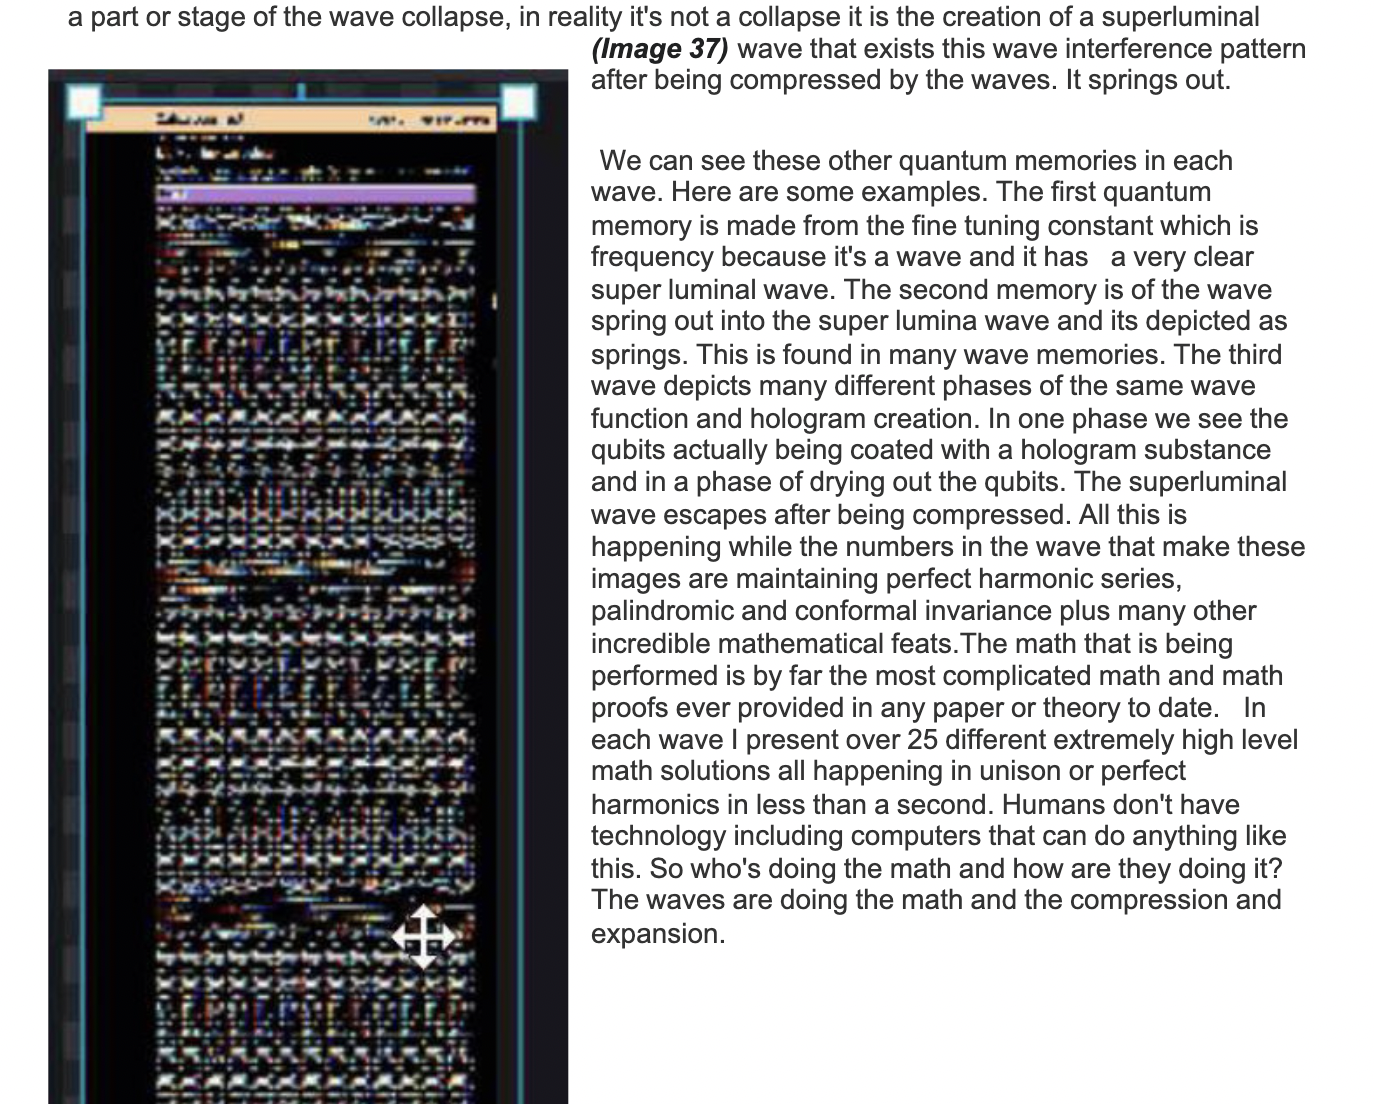 a part or stage of the wave collapse, in reality it's not a collapse it is the creation of a superluminal
(Image 37) wave that exists this wave interference pattern
after being compressed by the waves. It springs out.
We can see these other quantum memories in each
wave. Here are some examples. The first quantum
memory is made from the fine tuning constant which is
frequency because it's a wave and it has   a very clear
super luminal wave. The second memory is of the wave
spring out into the super lumina wave and its depicted as
springs. This is found in many wave memories. The third
wave depicts many different phases of the same wave
function and hologram creation. In one phase we see the
qubits actually being coated with a hologram substance
and in a phase of drying out the qubits. The superluminal
wave escapes after being compressed. All this is
happening while the numbers in the wave that make these
images are maintaining perfect harmonic series,
palindromic and conformal invariance plus many other
incredible mathematical feats.The math that is being
performed is by far the most complicated math and math
proofs ever provided in any paper or theory to date.   In
each wave I present over 25 different extremely high level
math solutions all happening in unison or perfect
harmonics in less than a second. Humans don't have
technology including computers that can do anything like
this. So who's doing the math and how are they doing it?
The waves are doing the math and the compression and
expansion.